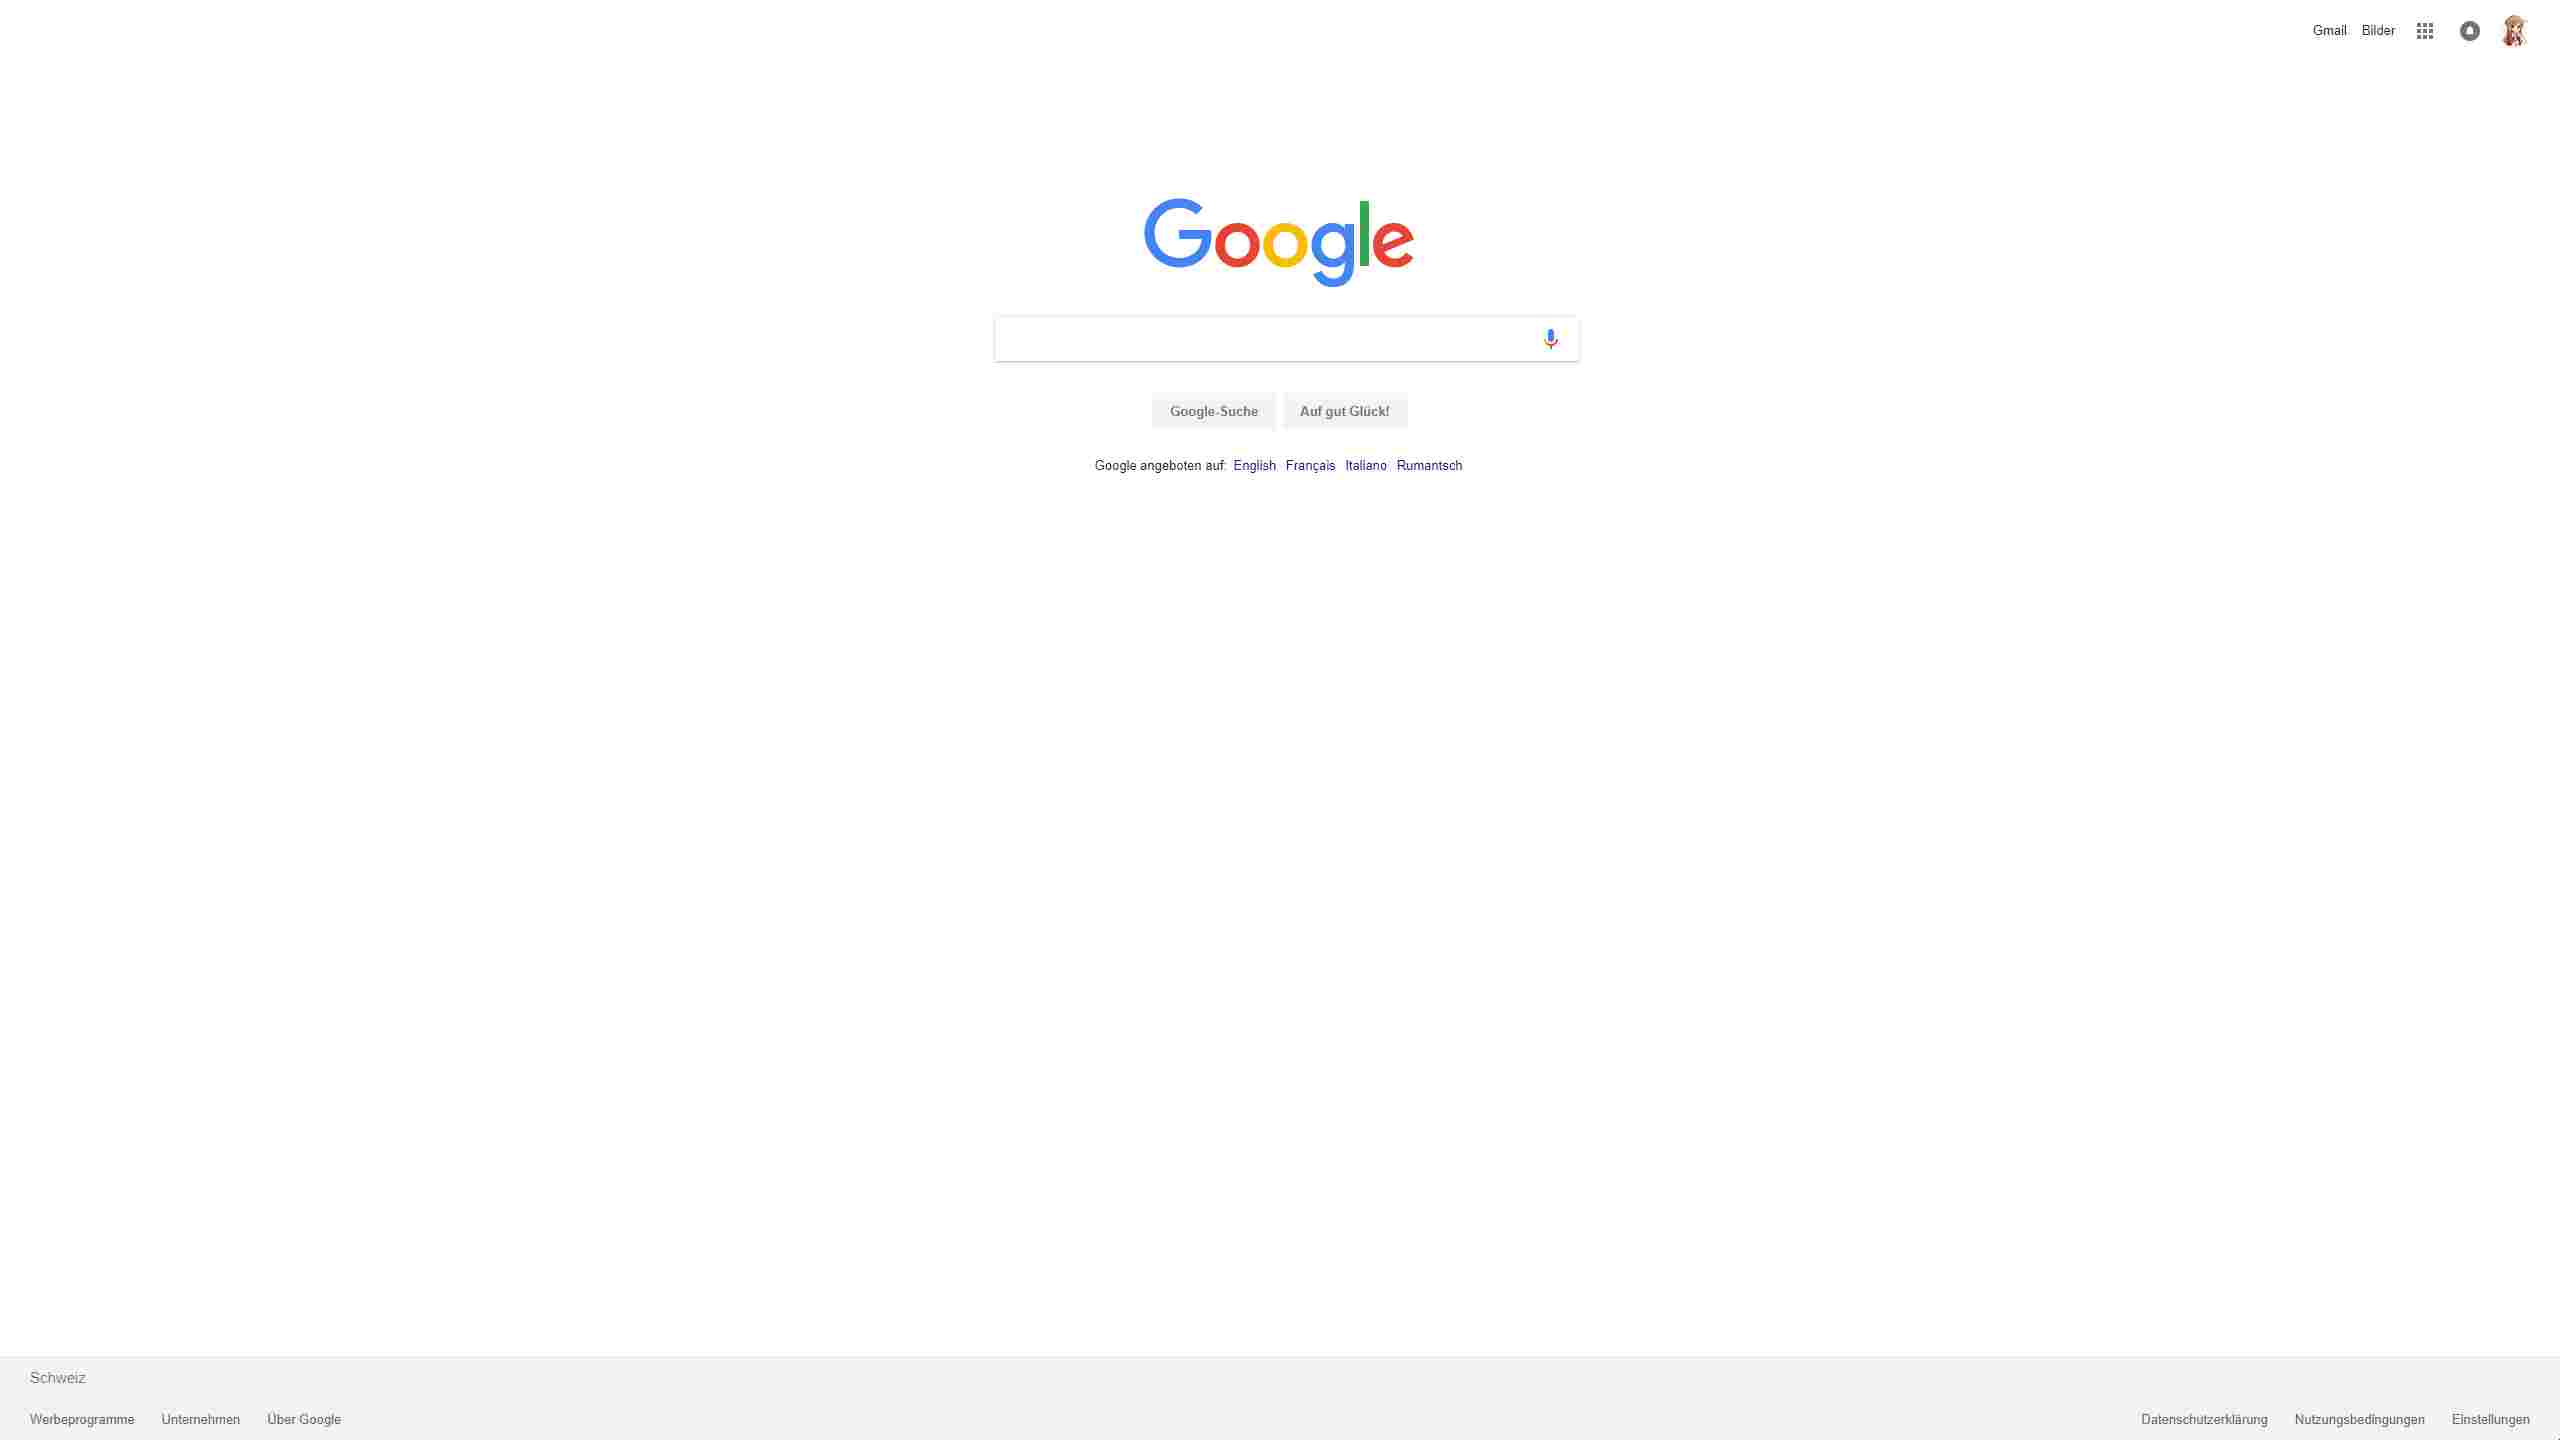 Gmail Bilder
Google
Google-Suche Auf gut Glück!
Google angeboten auf: English Français Italiano Rumantsch
Schweiz
Werbeprogramme Unternehmen Über Google Datenschutzerklärung Nutzungsbedingungen Einstellungen